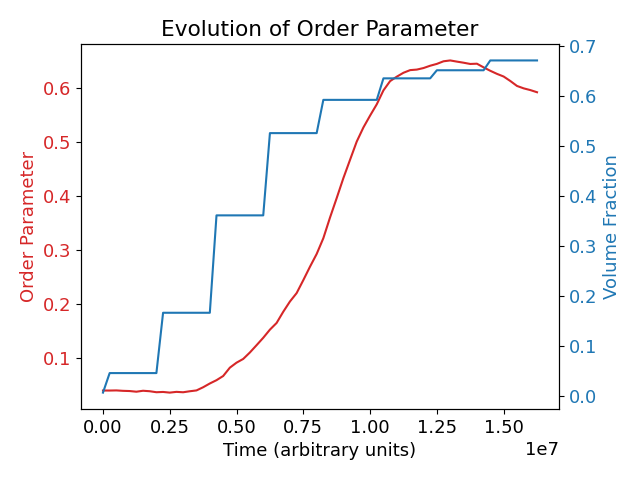 Evolution of Order Parameter
Order Parameter
0.6
0.5
0.4
0.3
0.2
0.1
0.7
0.6
0.5
0.4
0.3
0.2
0.1
0.0
Volume Fraction
0.00 0.25 0.50 0.75 1.00 1.25 1.50
1e7
Time (arbitrary units)